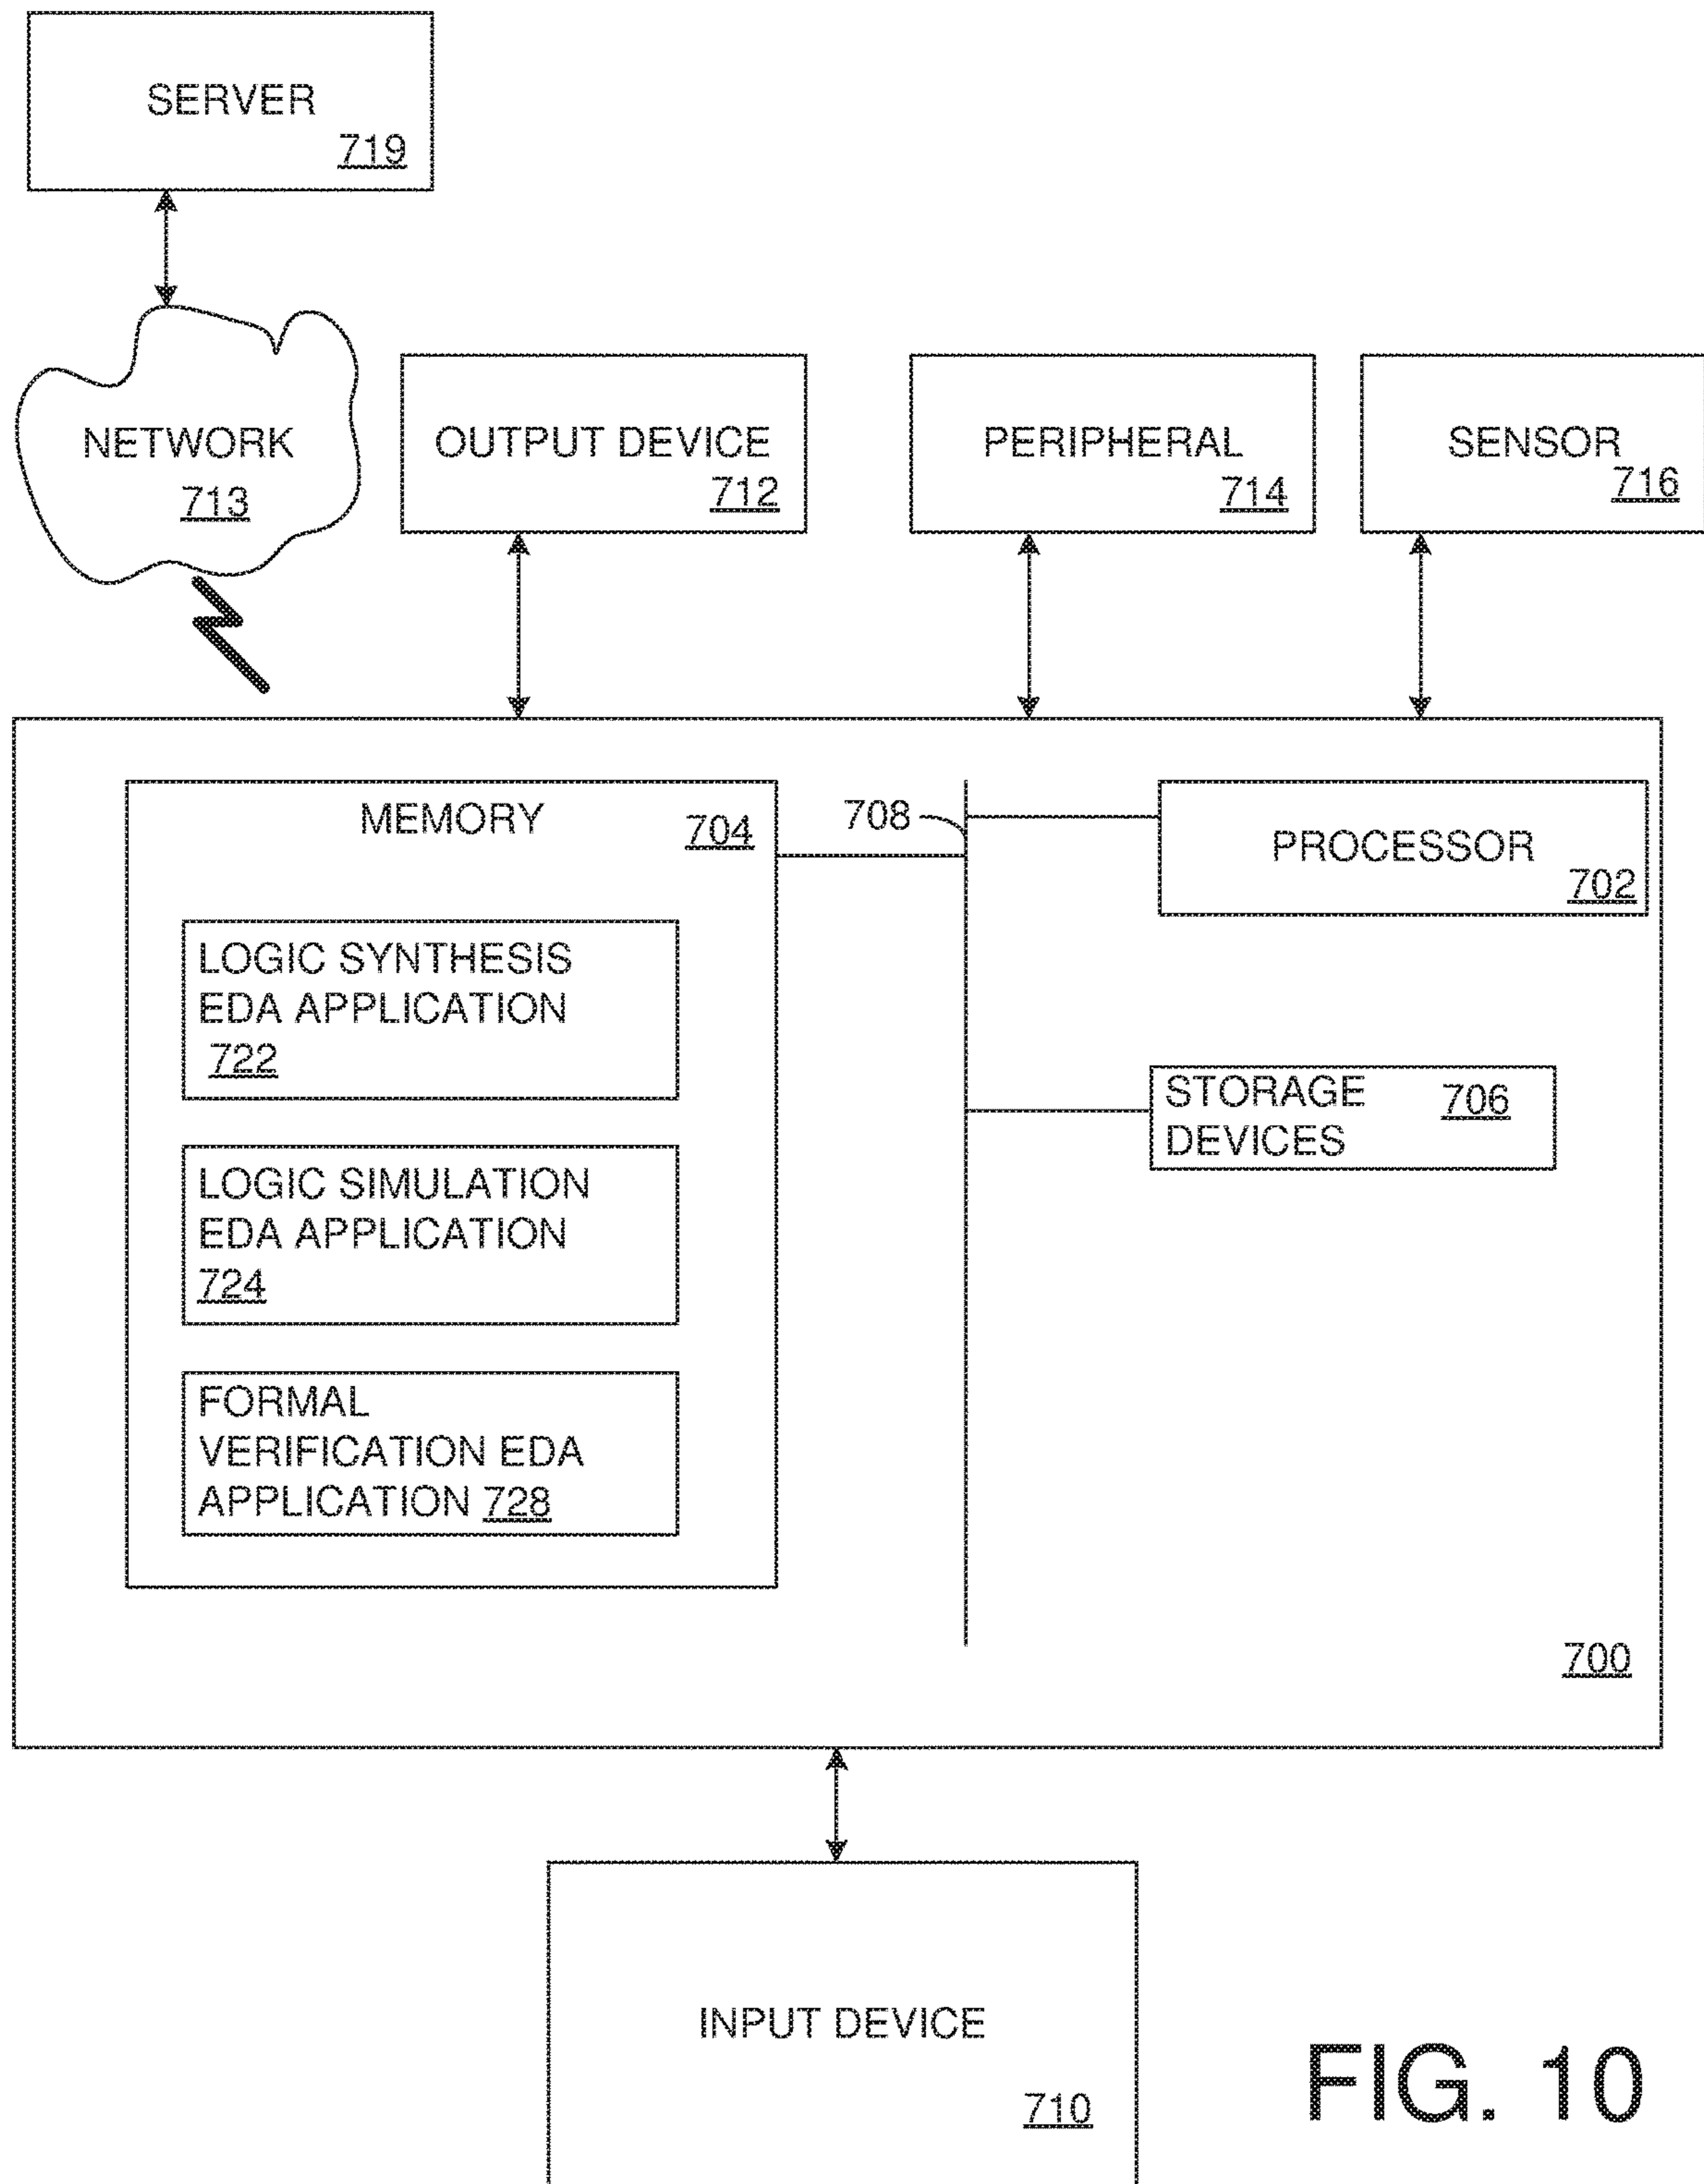 SERVER
719
NETWORK
713
OUTPUT DEVICE
712
PERIPHERAL
714
SENSOR
716
MEMORY
704
708
PROCESSOR
702
LOGIC SYNTHESIS
EDA APPLICATION
722
STORAGE 706
DEVICES
LOGIC SIMULATION
EDA APPLICATION
724
FORMAL
VERIFICATION EDA
APPLICATION 728
700
INPUT DEVICE
710
FIG. 10